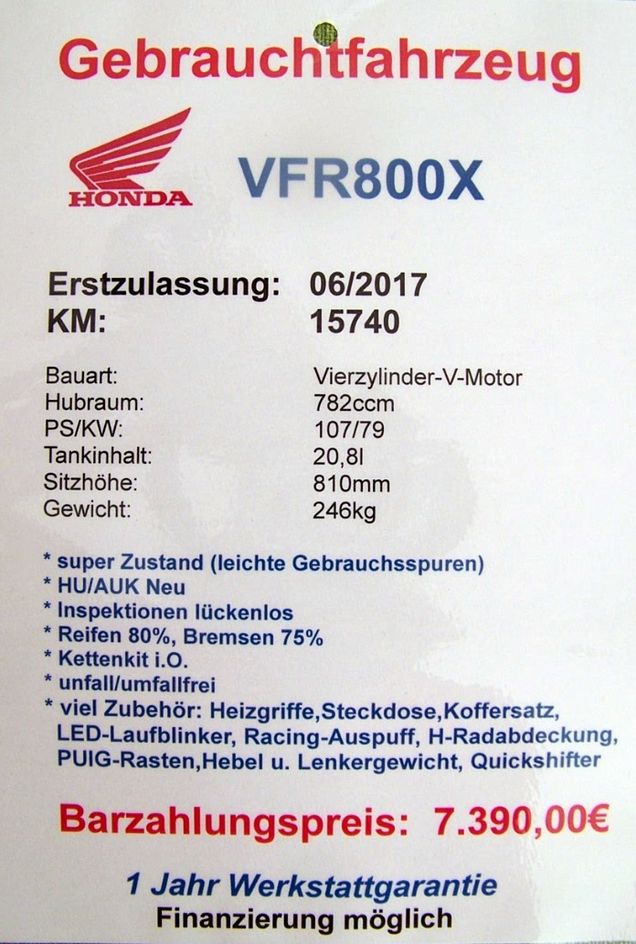 Gebrauchtfahrzeug
HONDA
VFR800X
Erstzulassung: 06/2017
KM: 15740
Bauart: Vierzylinder-V-Motor
Hubraum: 782ccm
PS/KW: 107/79
Tankinhalt: 20,8l
Sitzhöhe: 810mm
Gewicht: 246kg
* super Zustand (leichte Gebrauchsspuren)
* HU/AUK Neu
* Inspektionen lückenlos
* Reifen 80%, Bremsen 75%
* Kettenkit i.O.
* unfall/umfallfrei
* viel Zubehör: Heizgriffe,Steckdose,Koffersatz,
LED-Laufblinker, Racing-Auspuff, H-Radabdeckung,
PUIG-Rasten,Hebel u. Lenkergewicht, Quickshifter
Barzahlungspreis: 7.390,00€
1 Jahr Werkstattgarantie
Finanzierung möglich